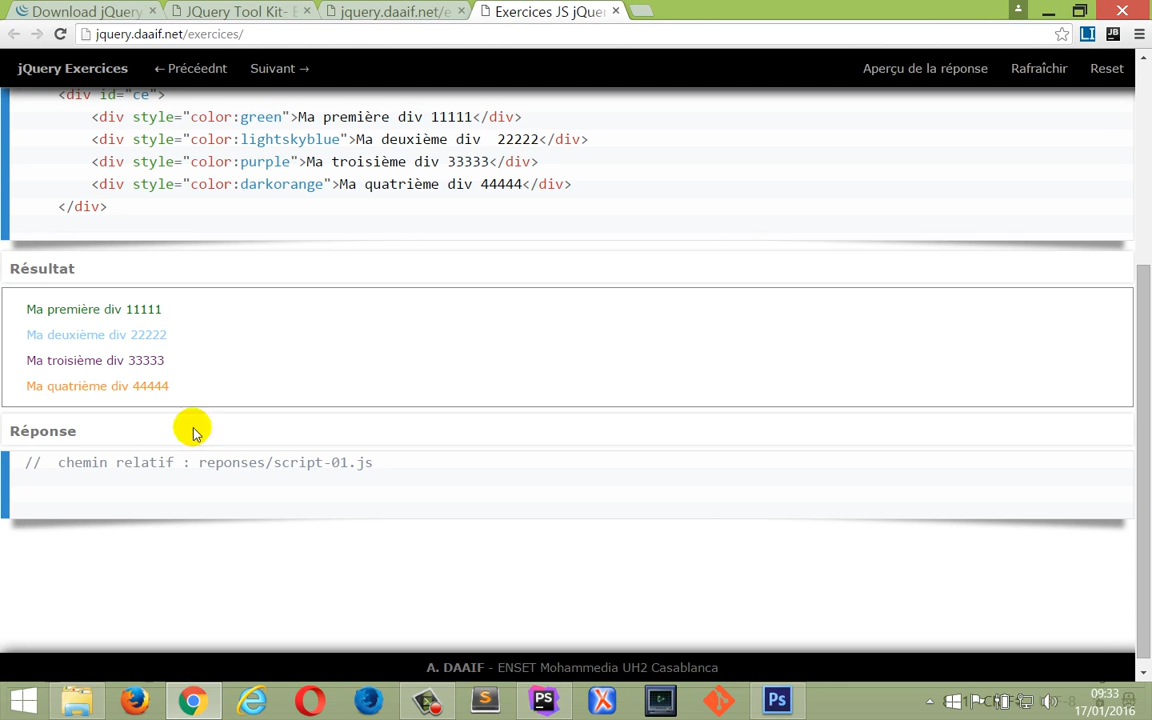 Download jQuery
JQuery Tool Kit- E
jquery.daaif.net/e
Exercices JS jQue
jquery.daaif.net/exercices/
jQuery Exercices
←Précéednt
Suivant→
Aperçu de la réponse
Rafraîchir
Reset
<div id="ce">
<div style="color:green">Ma première div 11111</div>
<div style="color:lightskyblue">Ma deuxième div  22222</div>
<div style="color:purple">Ma troisième div 33333</div>
<div style="color:darkorange">Ma quatrième div 44444</div>
</div>
Résultat
Ma première div 11111
Ma deuxième div 22222
Ma troisième div 33333
Ma quatrième div 44444
Réponse
//  chemin relatif : reponses/script-01.js
A. DAAIF - ENSET Mohammedia UH2 Casablanca
09:33
17/01/2016